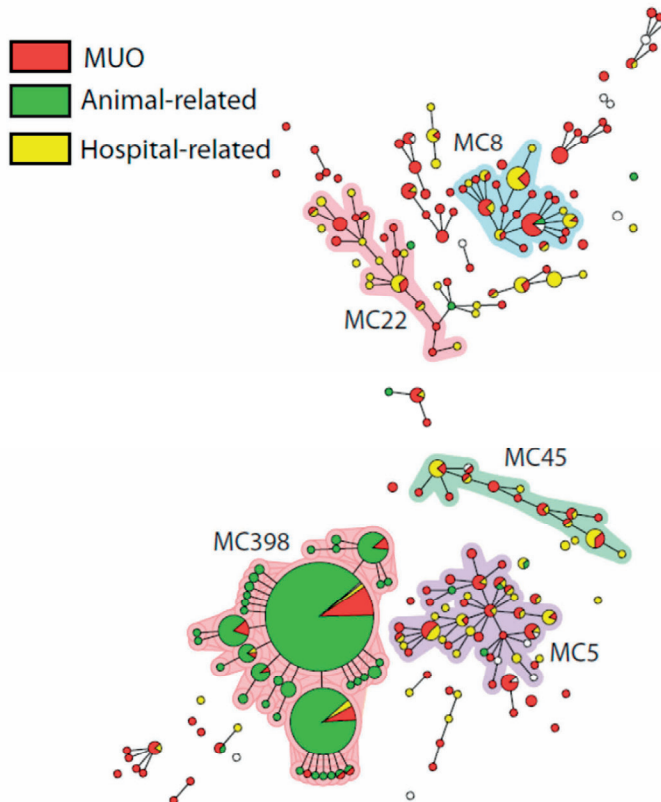 MUO
Animal-related
Hospital-related
MC8
MC22
MC45
MC398
MC5